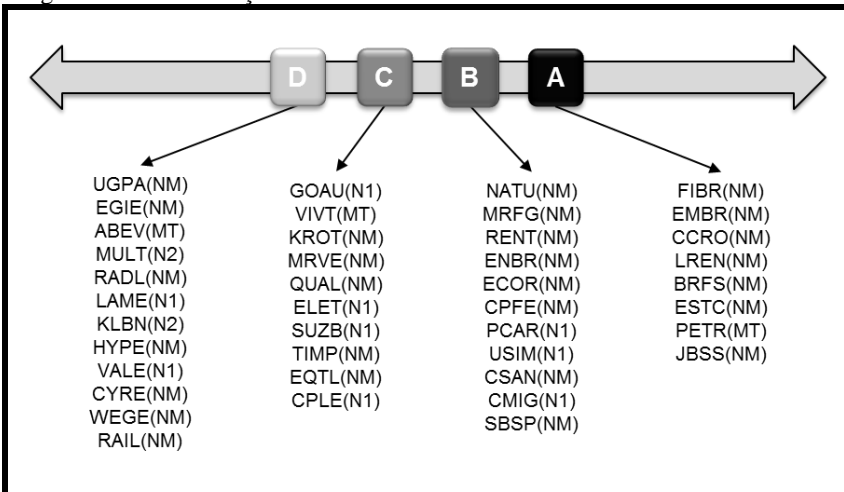 D C B A
UGPA(NM)
EGIE(NM)
ABEV(MT)
MULT(N2)
RADL(NM)
LAME(N1)
KLBN(N2)
HYPE(NM)
VALE(N1)
CYRE(NM)
WEGE(NM)
RAIL(NM)
GOAU(N1)
VIVT(MT)
KROT(NM)
MRVE(NM)
QUAL(NM)
ELET(N1)
SUZB(N1)
TIMP(NM)
EQTL(NM)
CPLE(N1)
NATU(NM)
MRFG(NM)
RENT(NM)
ENBR(NM)
ECOR(NM)
CPFE(NM)
PCAR(N1)
USIM(N1)
CSAN(NM)
CMIG(N1)
SBSP(NM)
FIBR(NM)
EMBR(NM)
CCRO(NM)
LREN(NM)
BRFS(NM)
ESTC(NM)
PETR(MT)
JBSS(NM)